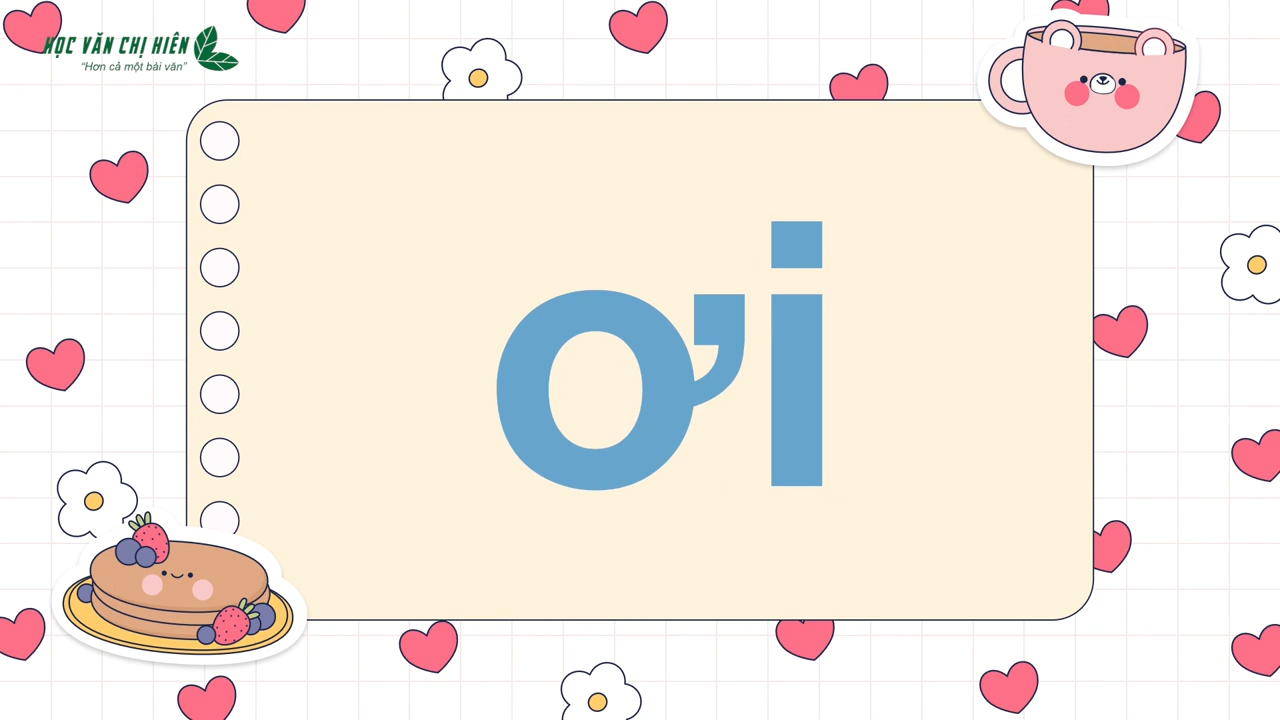 HỌC VĂN CHỊ HIÊN
“Hơn cả một bài văn”
ơi